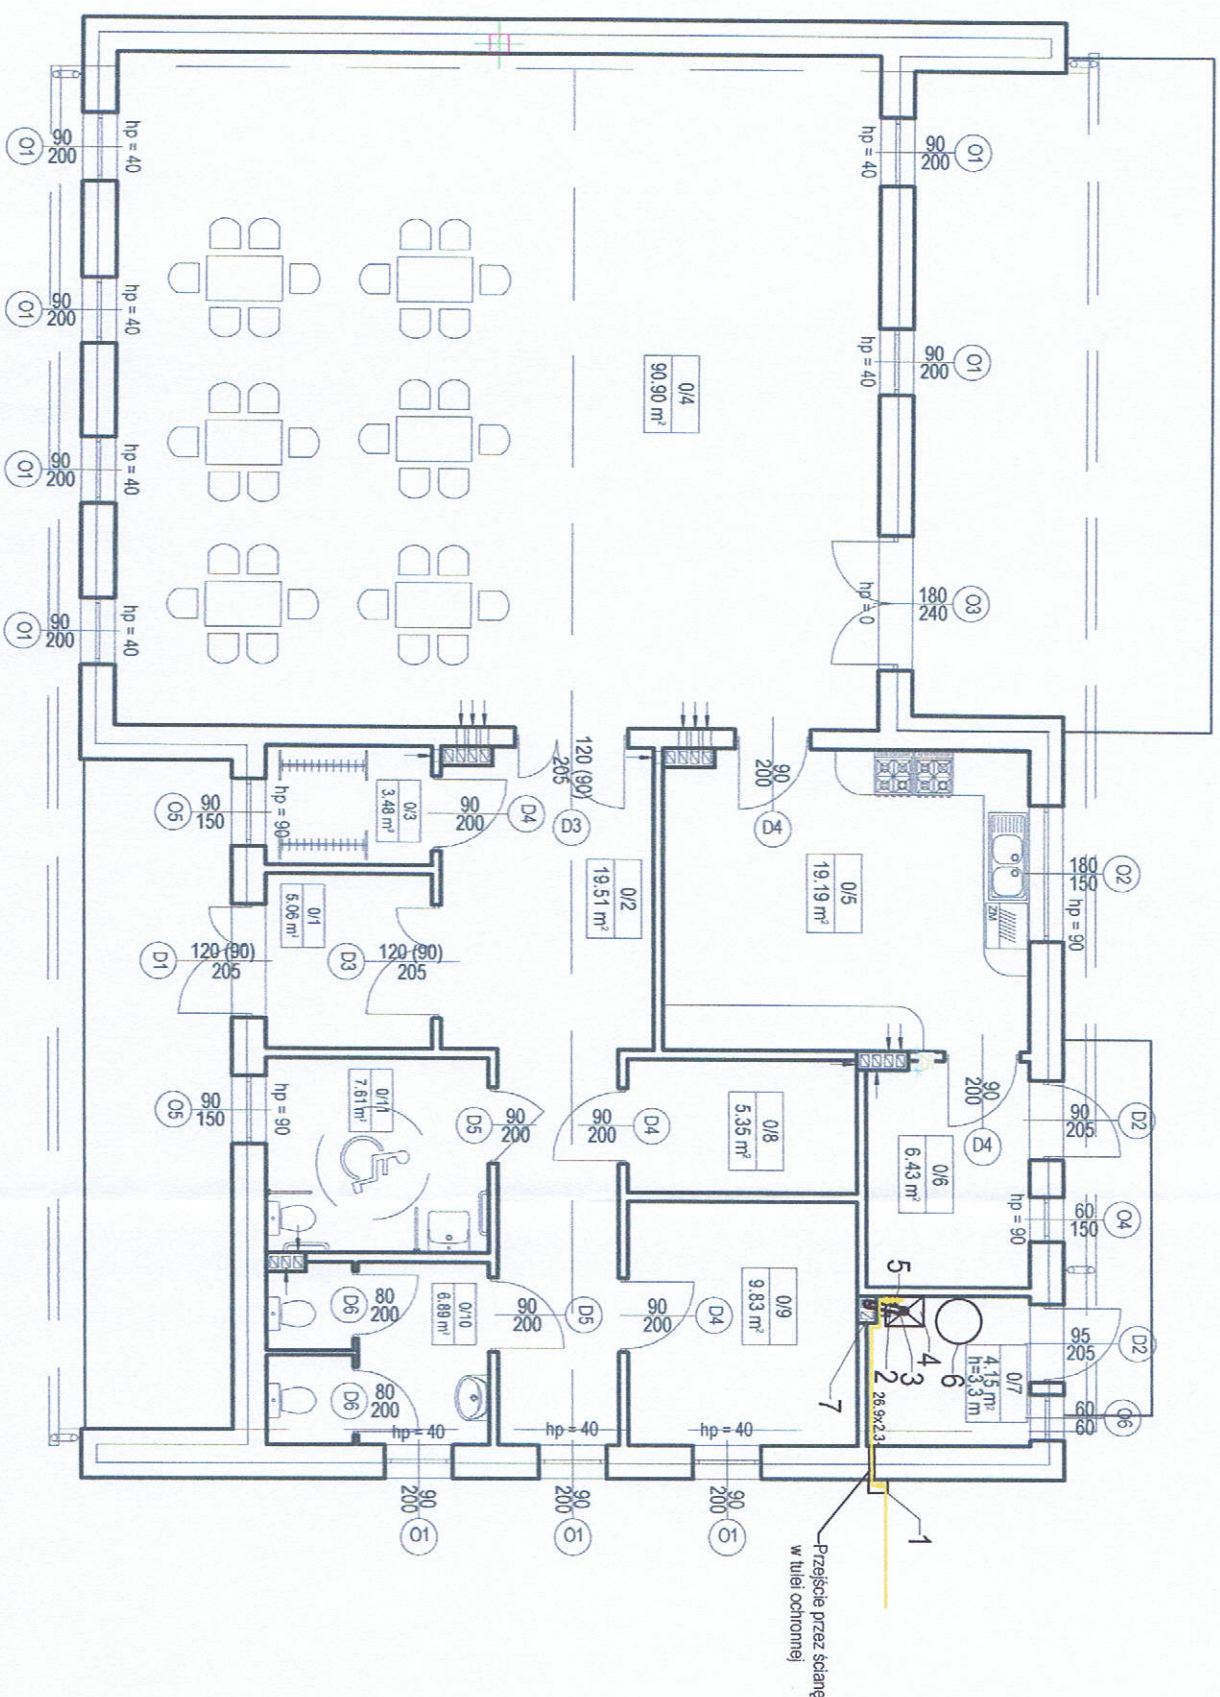 O1
90
200
hp = 40
O1
90
200
hp = 40
O3
180
240
hp = 0
O1
90
200
hp = 40
O1
90
200
hp = 40
O1
90
200
hp = 40
O1
90
200
hp = 40
0/4
90.90 m²
120 (90)
205
D3
90
200
D4
O2
180
150
hp = 90
ZM
0/5
19.19 m²
0/2
19.51 m²
0/3
3.48 m²
90
200
D4
O5
90
150
hp = 90
0/1
5.06 m²
D1
120 (90)
205
D3
120 (90)
205
O5
90
150
hp = 90
0/11
7.61 m²
D5
90
200
90
200
D4
0/8
5.35 m²
90
200
D4
D2
90
205
0/6
6.43 m²
O4
60
150
hp = 90
0/9
9.83 m²
90
200
D4
90
200
D5
0/10
6.89 m²
D6
80
200
D6
80
200
hp = 40
90
200
O1
hp = 40
90
200
O1
hp = 40
90
200
O1
D2
95
205
0/7
4.15 m²
h=3.3 m
O6
60
60
5
4
3
2
6
7
26.9x2.3
1
Przejście przez ścianę
w tulei ochronnej